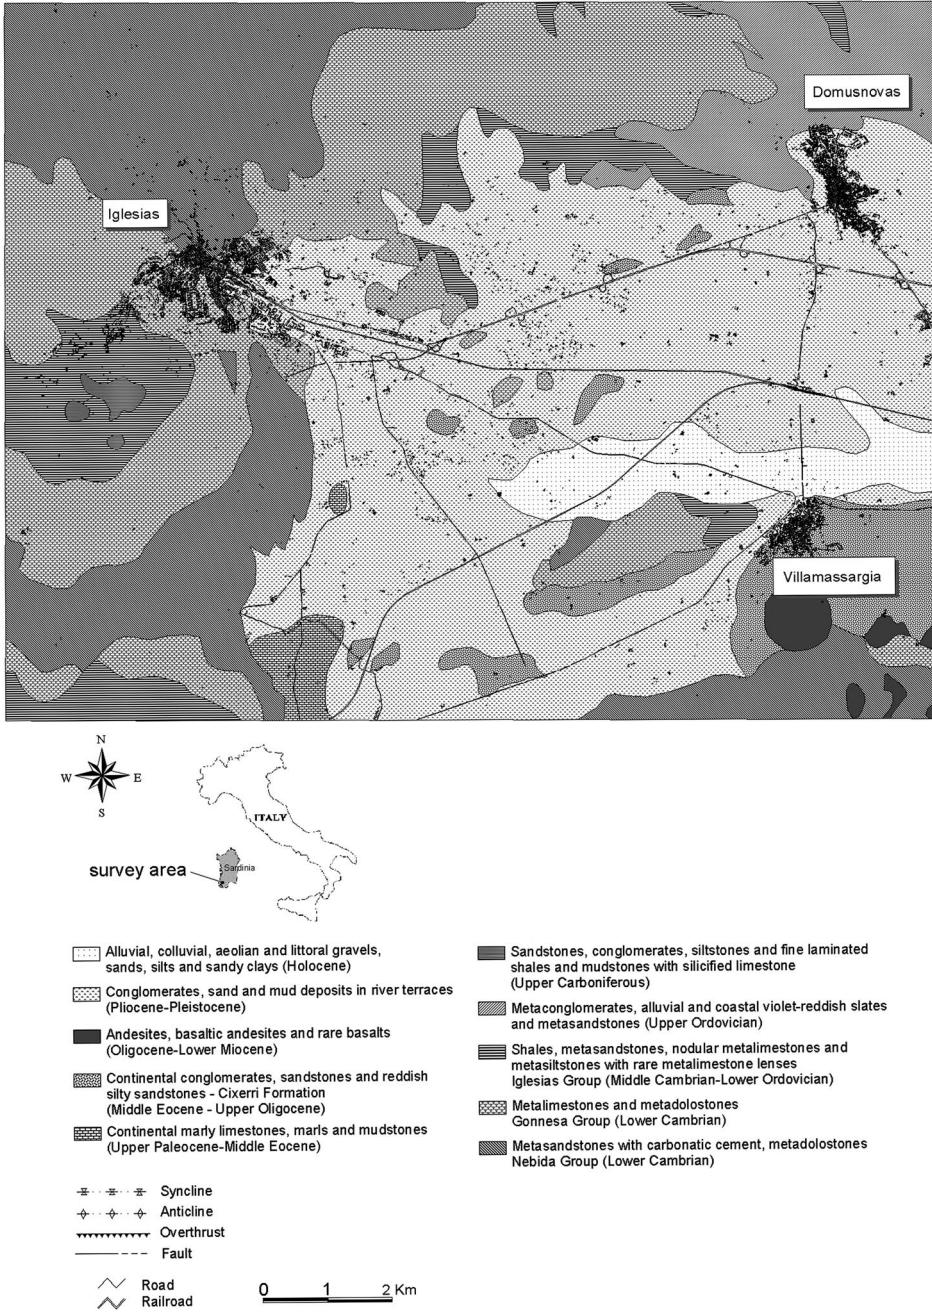 Domusnovas
Iglesias
Villamassargia
N
W
E
S
ITALY
survey area
Sardinia
Alluvial, colluvial, aeolian and littoral gravels,
sands, silts and sandy clays (Holocene)
Conglomerates, sand and mud deposits in river terraces
(Pliocene-Pleistocene)
Andesites, basaltic andesites and rare basalts
(Oligocene-Lower Miocene)
Continental conglomerates, sandstones and reddish
silty sandstones - Cixerri Formation
(Middle Eocene - Upper Oligocene)
Continental marly limestones, marls and mudstones
(Upper Paleocene-Middle Eocene)
Sandstones, conglomerates, siltstones and fine laminated
shales and mudstones with silicified limestone
(Upper Carboniferous)
Metaconglomerates, alluvial and coastal violet-reddish slates
and metasandstones (Upper Ordovician)
Shales, metasandstones, nodular metalimestones and
metasiltstones with rare metalimestone lenses
Iglesias Group (Middle Cambrian-Lower Ordovician)
Metalimestones and metadolostones
Gonnesa Group (Lower Cambrian)
Metasandstones with carbonatic cement, metadolostones
Nebida Group (Lower Cambrian)
Syncline
Anticline
Overthrust
Fault
Road
Railroad
0 1 2 Km